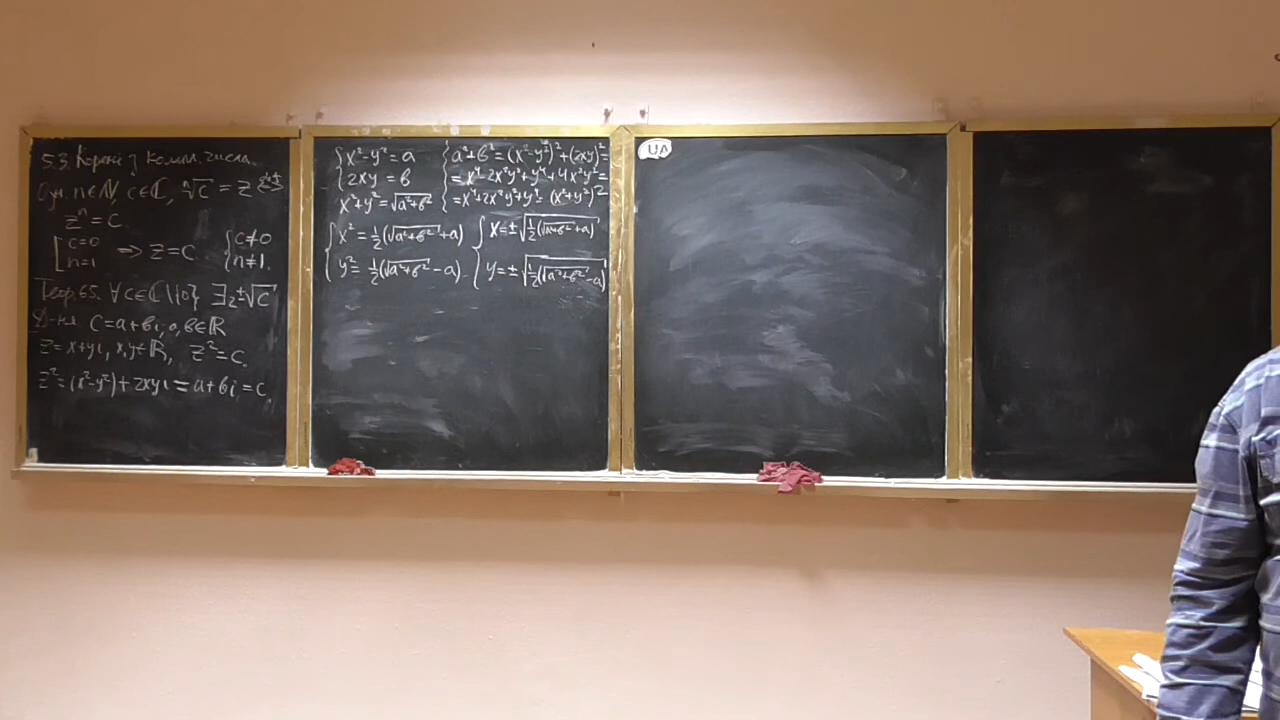 5.3. Корені з компл. числа.
n∈ℕ, c∈ℂ, ⁿ√c = z
zⁿ = c.
[ c=0
n=1 ⇒ z=c. { c≠0
n≠1.
Теор 65. ∀c∈ℂ\{0} ∃₂ ±√c
Д-ня. c=a+bi, a,b∈ℝ
z=x+yi, x,y∈ℝ, z²=c.
z²=(x²-y²)+2xyi=a+bi=c.
{ x²-y²=a
2xy=b
x²+y²=√(a²+b²)
{ a²+b²=(x²-y²)²+(2xy)²=
=x⁴-2x²y²+y⁴+4x²y²=
=x⁴+2x²y²+y⁴=(x²+y²)²
{ x²=½(√(a²+b²)+a)
y²=½(√(a²+b²)-a)
{ x=±√(½(√(a²+b²)+a))
y=±√(½(√(a²+b²)-a))
UA